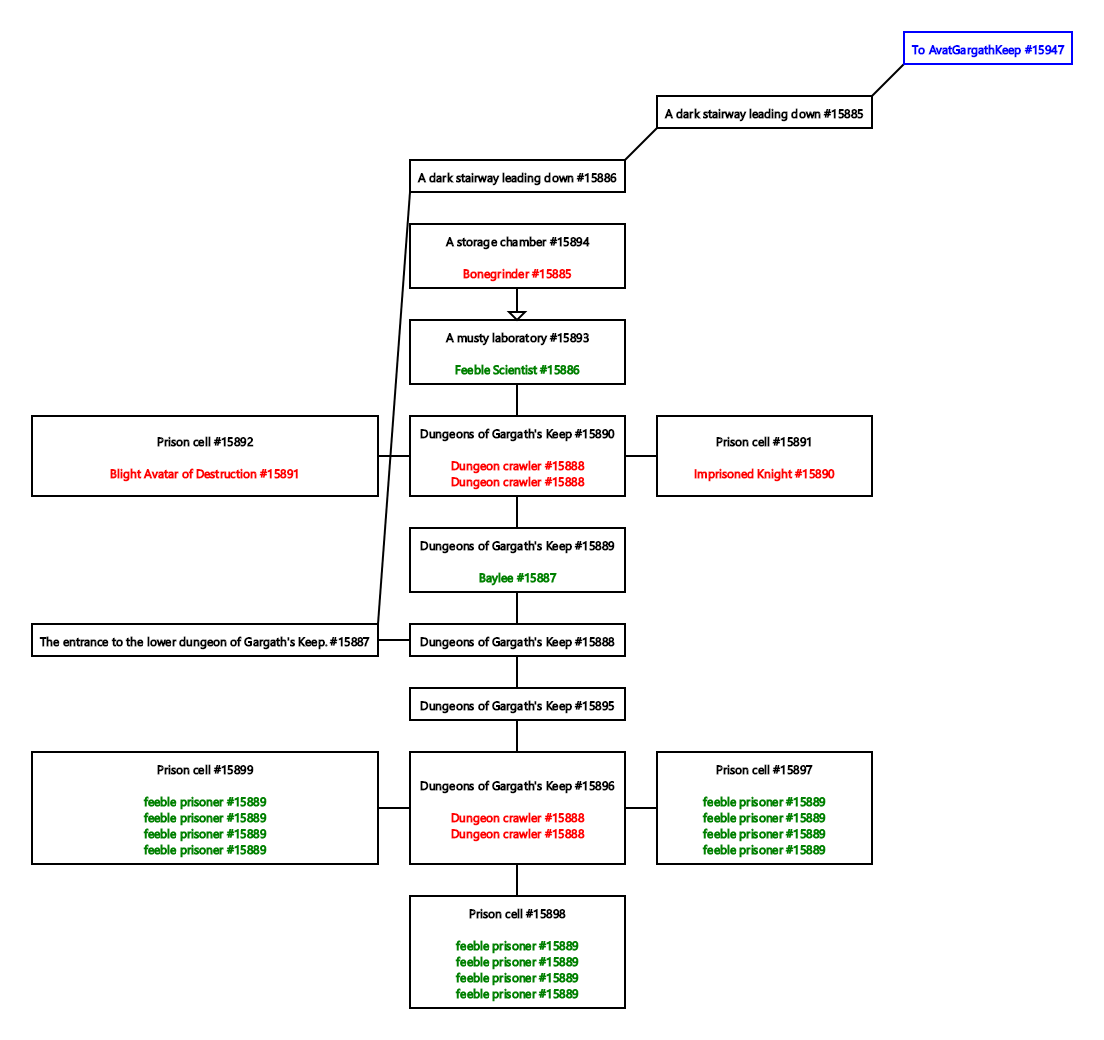 To AvatGargathKeep #15947
A dark stairway leading down #15885
A dark stairway leading down #15886
A storage chamber #15894
Bonegrinder #15885
A musty laboratory #15893
Feeble Scientist #15886
Prison cell #15892
Blight Avatar of Destruction #15891
Dungeons of Gargath's Keep #15890
Dungeon crawler #15888
Dungeon crawler #15888
Prison cell #15891
Imprisoned Knight #15890
Dungeons of Gargath's Keep #15889
Baylee #15887
The entrance to the lower dungeon of Gargath's Keep. #15887
Dungeons of Gargath's Keep #15888
Dungeons of Gargath's Keep #15895
Prison cell #15899
feeble prisoner #15889
feeble prisoner #15889
feeble prisoner #15889
feeble prisoner #15889
Dungeons of Gargath's Keep #15896
Dungeon crawler #15888
Dungeon crawler #15888
Prison cell #15897
feeble prisoner #15889
feeble prisoner #15889
feeble prisoner #15889
feeble prisoner #15889
Prison cell #15898
feeble prisoner #15889
feeble prisoner #15889
feeble prisoner #15889
feeble prisoner #15889